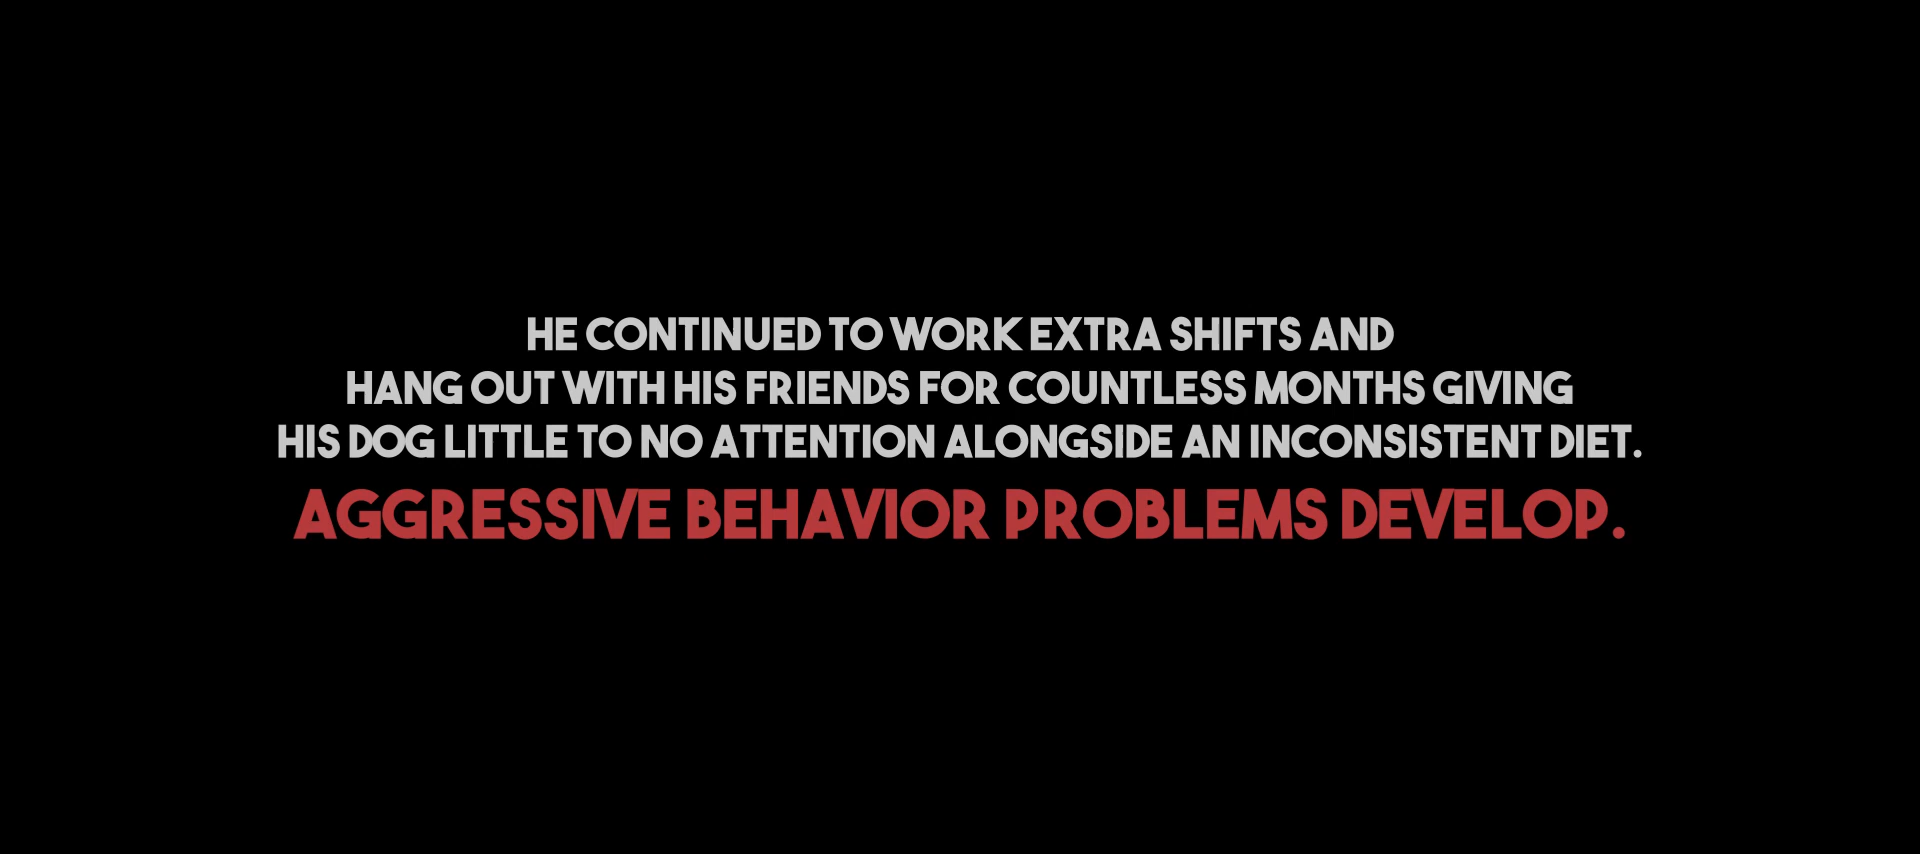 HE CONTINUED TO WORK EXTRA SHIFTS AND
HANG OUT WITH HIS FRIENDS FOR COUNTLESS MONTHS GIVING
HIS DOG LITTLE TO NO ATTENTION ALONGSIDE AN INCONSISTENT DIET.
AGGRESSIVE BEHAVIOR PROBLEMS DEVELOP.